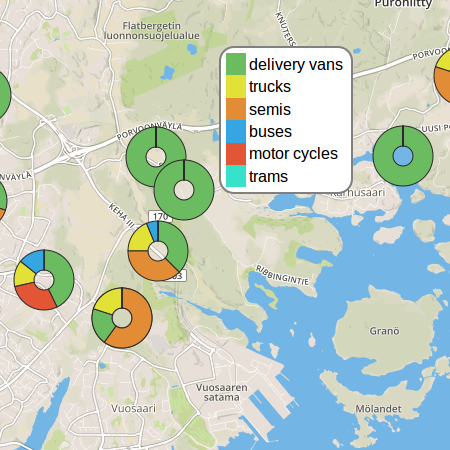 Puroniitty
Flatbergetin
luonnonsuojelualue
KNUTERS
delivery vans
trucks
semis
buses
motor cycles
trams
PORVOO
PORVOONVÄYLÄ
UUSI PO
NVÄYLÄ
Karhusaari
KEHÄ III
170
RIBBINGINTIE
Granö
Vuosaaren
satama
Vuosaari
Mölandet